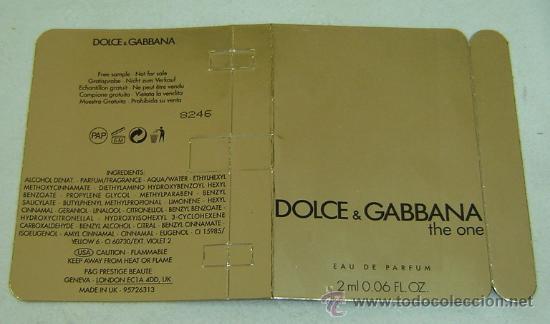 DOLCE & GABBANA
Free sample - Not for sale
Gratisprobe - Nicht zum Verkauf
Echantillon gratuit - Ne peut être vendu
Campione gratuito - Vietata la vendita
Muestra Gratuita - Prohibida su venta
8246
PAP
INGREDIENTS:
ALCOHOL DENAT. - PARFUM/FRAGRANCE - AQUA/WATER - ETHYLHEXYL
METHOXYCINNAMATE - DIETHYLAMINO HYDROXYBENZOYL HEXYL
BENZOATE - PROPYLENE GLYCOL - METHYLPARABEN - BENZYL
SALICYLATE - BUTYLPHENYL METHYLPROPIONAL - LIMONENE - HEXYL
CINNAMAL - GERANIOL - LINALOOL - CITRONELLOL - BENZYL BENZOATE -
HYDROXYCITRONELLAL - HYDROXYISOHEXYL 3-CYCLOHEXENE
CARBOXALDEHYDE - BENZYL ALCOHOL - CITRAL - BENZYL CINNAMATE -
ISOEUGENOL - AMYL CINNAMAL - CINNAMAL - EUGENOL - CI 15985/
YELLOW 6 - CI 60730/EXT. VIOLET 2
USA CAUTION - FLAMMABLE
KEEP AWAY FROM HEAT OR FLAME
P&G PRESTIGE BEAUTE
GENEVA - LONDON EC1A 4DD, UK
MADE IN UK - 95726313
DOLCE & GABBANA
the one
EAU DE PARFUM
2 ml 0.06 FL.OZ.
todocoleccion.net